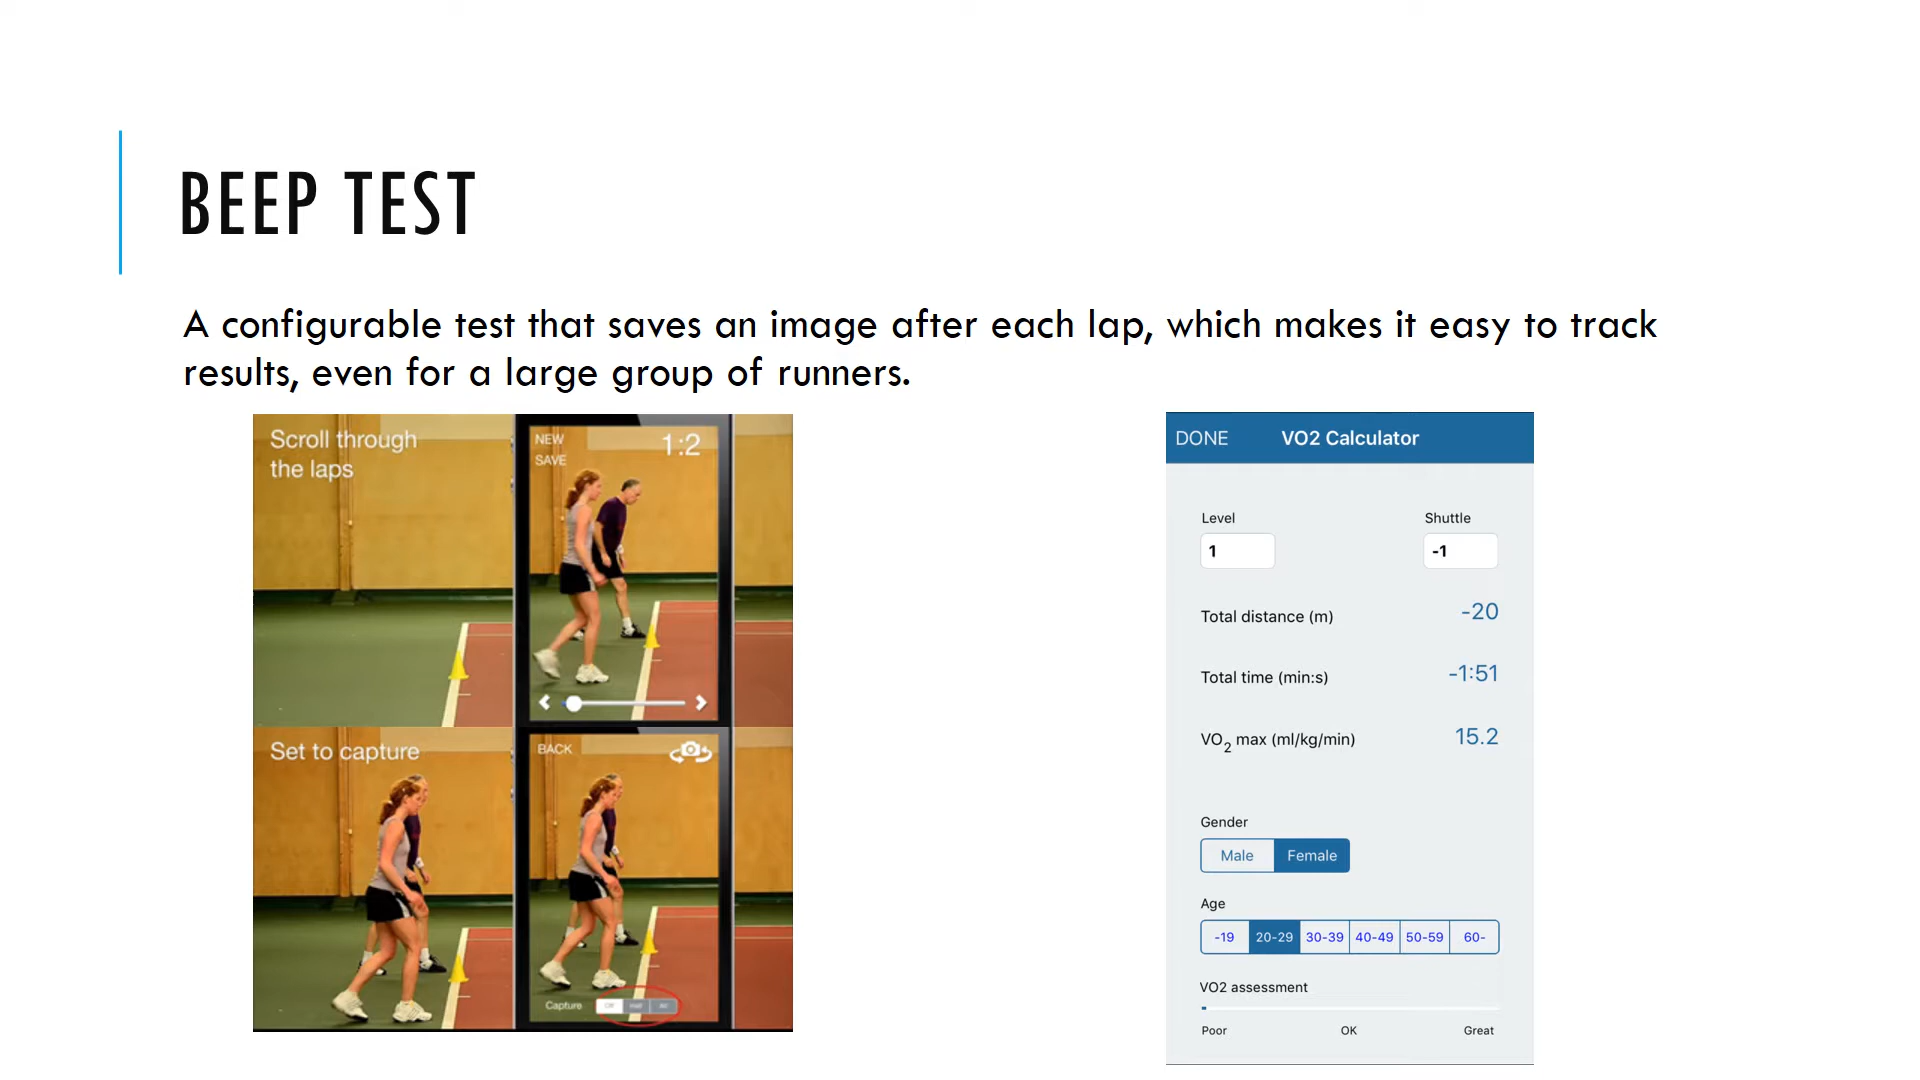 BEEP TEST
A configurable test that saves an image after each lap, which makes it easy to track
results, even for a large group of runners.
Scroll through
the laps
NEW
SAVE
1:2
Set to capture
BACK
Capture
DONE
VO2 Calculator
Level
Shuttle
1
-1
Total distance (m)
-20
Total time (min:s)
-1:51
VO2 max (ml/kg/min)
15.2
Gender
Male
Female
Age
-19
20-29
30-39
40-49
50-59
60-
VO2 assessment
Poor
OK
Great